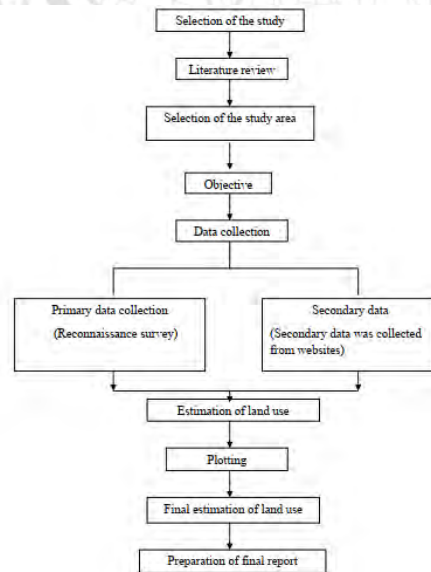 Selection of the study
Literature review
Selection of the study area
Objective
Data collection
Primary data collection
(Reconnaissance survey)
Secondary data
(Secondary data was collected
from websites)
Estimation of land use
Plotting
Final estimation of land use
Preparation of final report